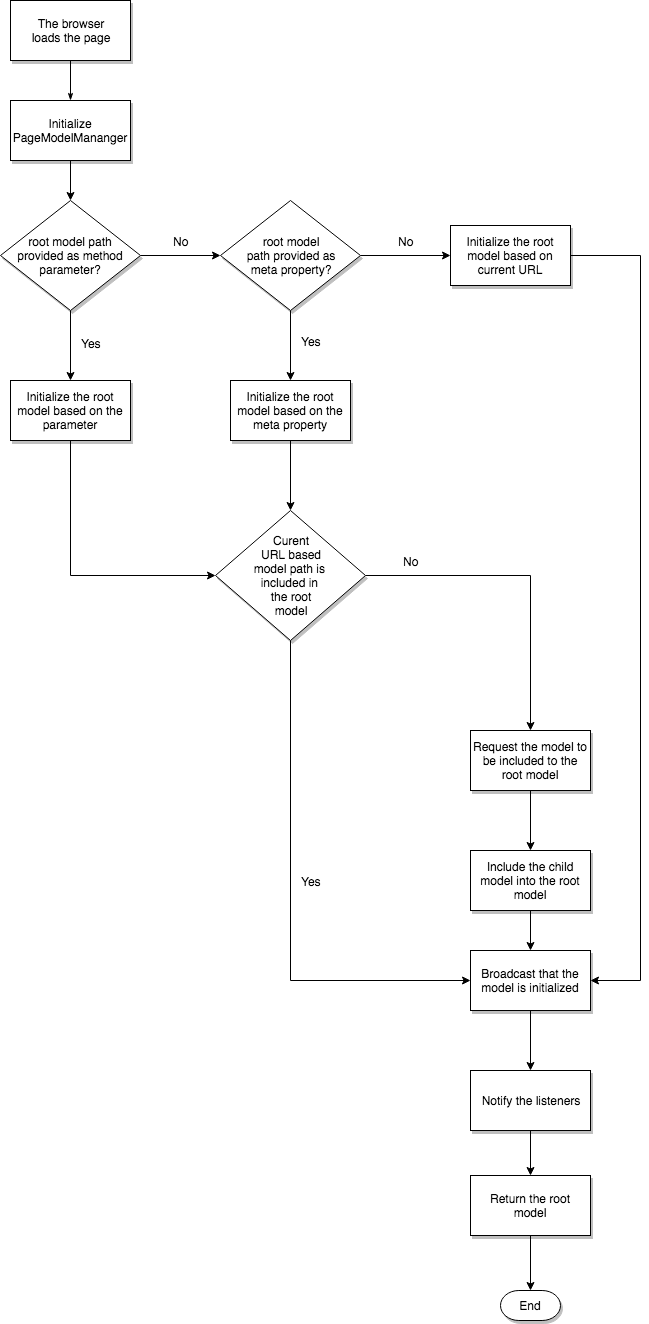 The browser
loads the page
Initialize
PageModelMananger
root model path
provided as method
parameter?
No
root model
path provided as
meta property?
No
Initialize the root
model based on
current URL
Yes
Yes
Initialize the root
model based on the
parameter
Initialize the root
model based on the
meta property
Curent
URL based
model path is
included in
the root
model
No
Request the model to
be included to the
root model
Yes
Include the child
model into the root
model
Broadcast that the
model is initialized
Notify the listeners
Return the root
model
End